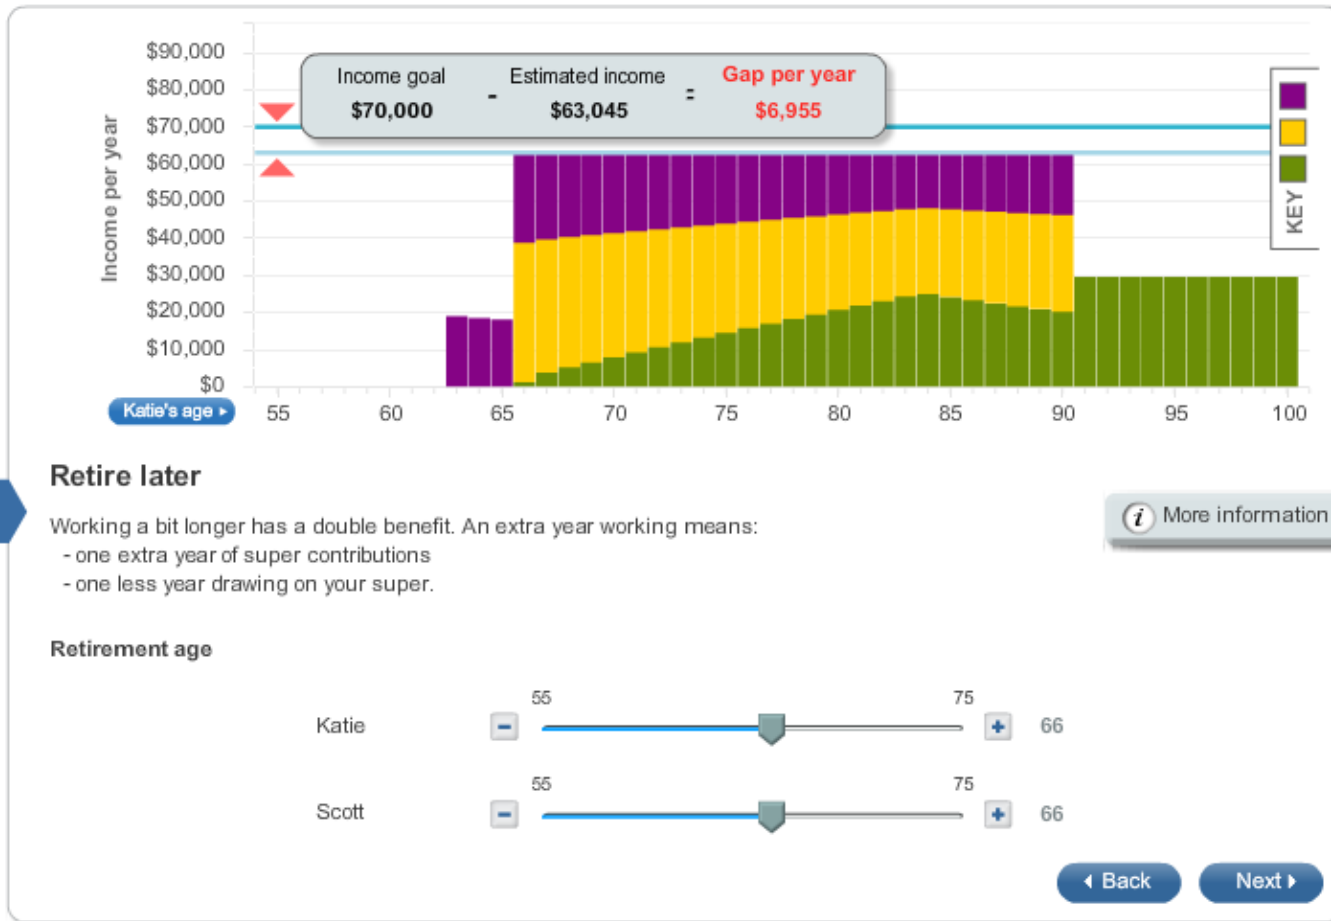 $90,000
$80,000
$70,000
$60,000
$50,000
$40,000
$30,000
$20,000
$10,000
$0
Income per year
Income goal - Estimated income = Gap per year
$70,000 $63,045 $6,955
KEY
Katie's age 55 60 65 70 75 80 85 90 95 100
Retire later
Working a bit longer has a double benefit. An extra year working means:
- one extra year of super contributions
- one less year drawing on your super.
i More information
Retirement age
55 75
Katie - + 66
55 75
Scott - + 66
Back Next